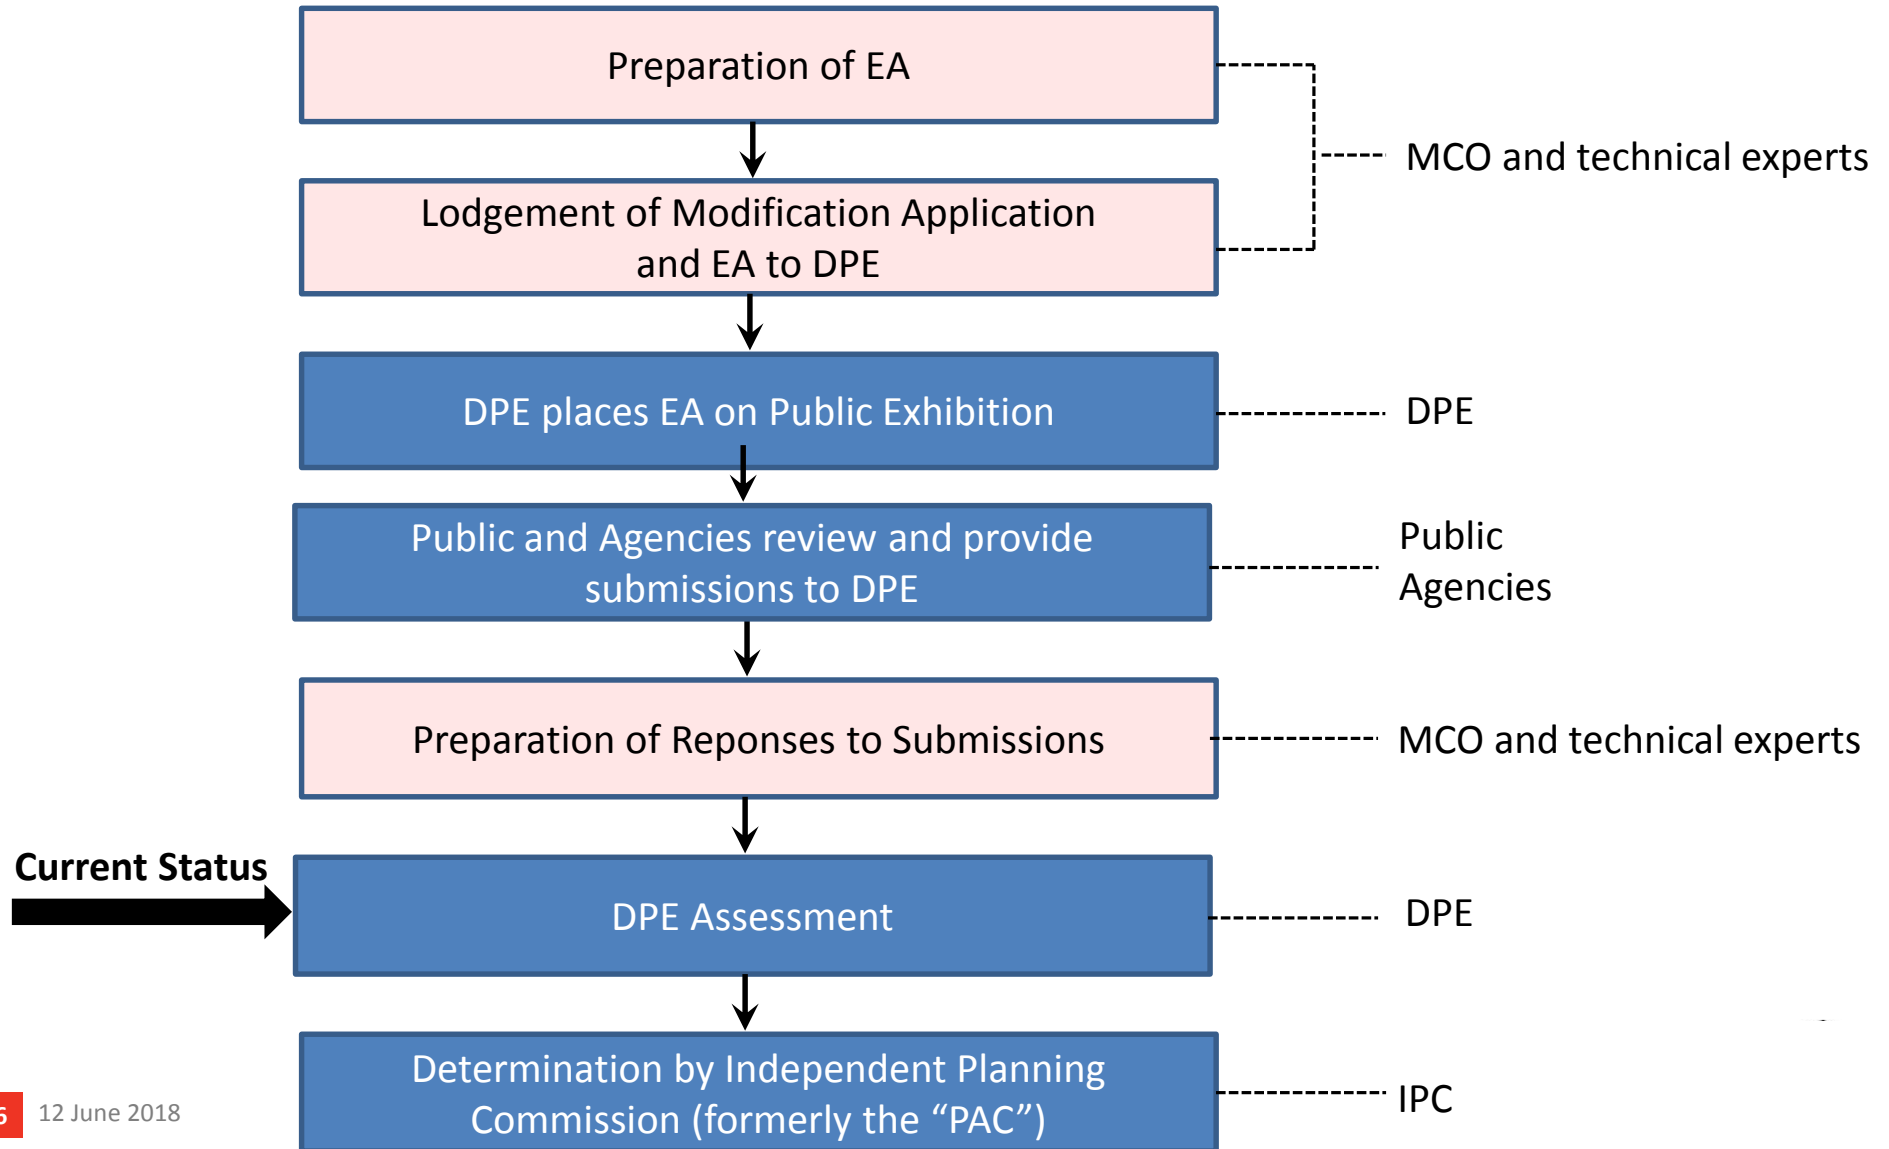 Preparation of EA
MCO and technical experts
Lodgement of Modification Application
and EA to DPE
DPE places EA on Public Exhibition
DPE
Public and Agencies review and provide
submissions to DPE
Public
Agencies
Preparation of Reponses to Submissions
MCO and technical experts
Current Status
DPE Assessment
DPE
Determination by Independent Planning
Commission (formerly the “PAC”)
IPC
6
12 June 2018